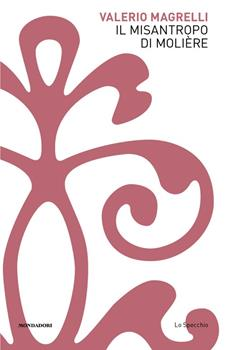 VALERIO MAGRELLI
IL MISANTROPO
DI MOLIÈRE
MONDADORI
Lo Specchio